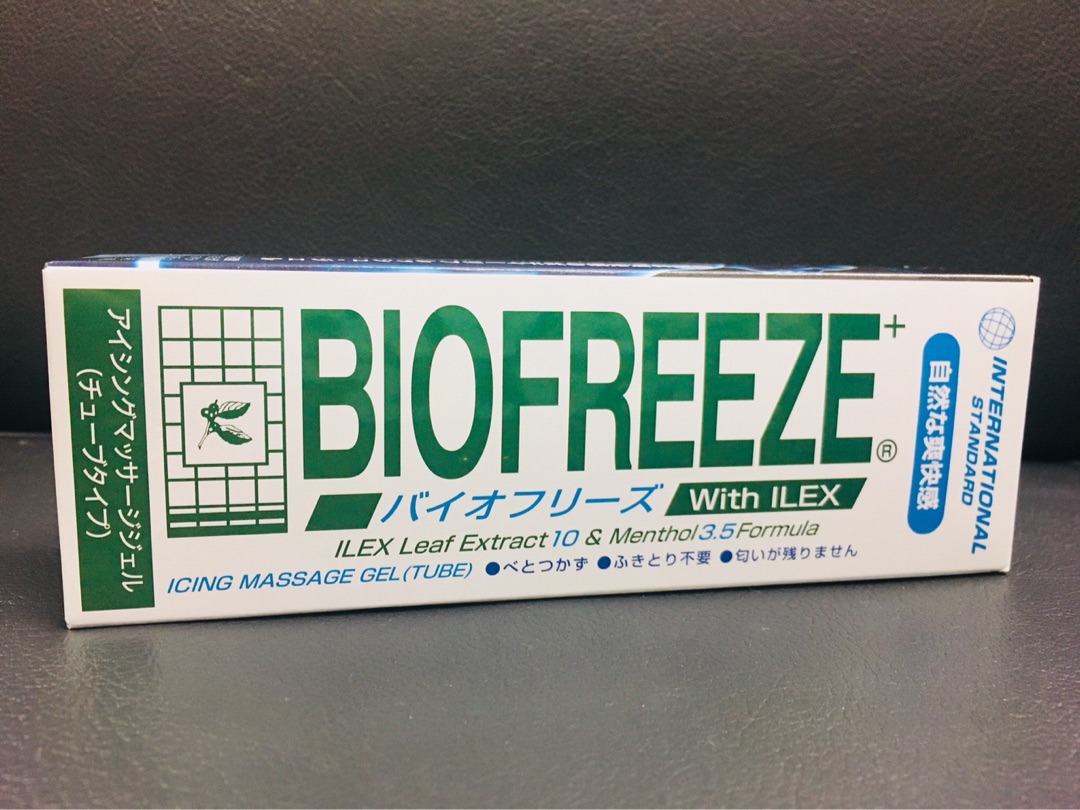 アイシングマッサージジェル
(チューブタイプ)
BIOFREEZE+
®
バイオフリーズ With ILEX
ILEX Leaf Extract 10 & Menthol 3.5 Formula
ICING MASSAGE GEL (TUBE) ●べとつかず ●ふきとり不要 ●匂いが残りません
自然な爽快感
INTERNATIONAL
STANDARD